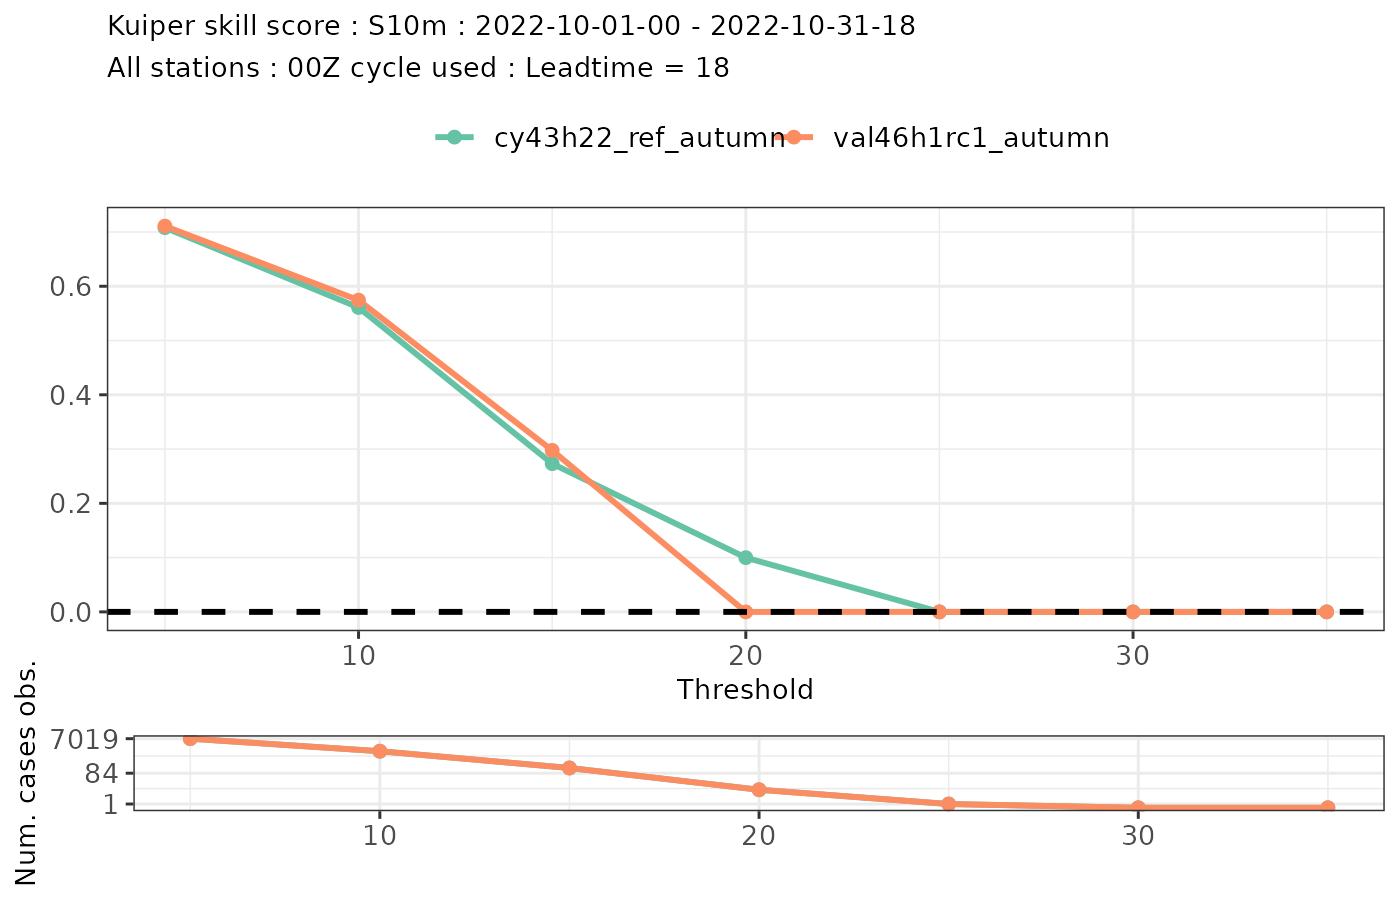 Kuiper skill score : S10m : 2022-10-01-00 - 2022-10-31-18
All stations : 00Z cycle used : Leadtime = 18
cy43h22_ref_autumn val46h1rc1_autumn
0.6
0.4
0.2
0.0
10 20 30
Threshold
Num. cases obs.
7019
84
1
10 20 30